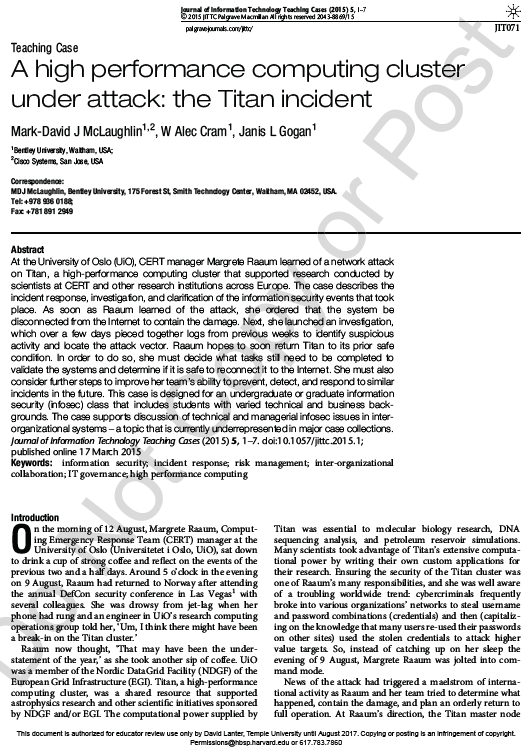 Journal of Information Technology Teaching Cases (2015) 5, 1–7
© 2015 JITTC Palgrave Macmillan All rights reserved 2043-8869/15
palgrave-journals.com/jittc/
JIT071
Teaching Case
A high performance computing cluster
under attack: the Titan incident
Mark-David J McLaughlin1,2, W Alec Cram1, Janis L Gogan1
1Bentley University, Waltham, USA;
2Cisco Systems, San Jose, USA
Correspondence:
MDJ McLaughlin, Bentley University, 175 Forest St, Smith Technology Center, Waltham, MA 02452, USA.
Tel: +978 936 0188;
Fax: +781 891 2949
Abstract
At the University of Oslo (UiO), CERT manager Margrete Raaum learned of a network attack
on Titan, a high-performance computing cluster that supported research conducted by
scientists at CERT and other research institutions across Europe. The case describes the
incident response, investigation, and clarification of the information security events that took
place. As soon as Raaum learned of the attack, she ordered that the system be
disconnected from the Internet to contain the damage. Next, she launched an investigation,
which over a few days pieced together logs from previous weeks to identify suspicious
activity and locate the attack vector. Raaum hopes to soon return Titan to its prior safe
condition. In order to do so, she must decide what tasks still need to be completed to
validate the systems and determine if it is safe to reconnect it to the Internet. She must also
consider further steps to improve her team's ability to prevent, detect, and respond to similar
incidents in the future. This case is designed for an undergraduate or graduate information
security (infosec) class that includes students with varied technical and business back-
grounds. The case supports discussion of technical and managerial infosec issues in inter-
organizational systems – a topic that is currently underrepresented in major case collections.
Journal of Information Technology Teaching Cases (2015) 5, 1–7. doi:10.1057/jittc.2015.1;
published online 17 March 2015
Keywords: information security; incident response; risk management; inter-organizational
collaboration; IT governance; high performance computing
Introduction
On the morning of 12 August, Margrete Raaum, Comput-
ing Emergency Response Team (CERT) manager at the
University of Oslo (Universitetet i Oslo, UiO), sat down
to drink a cup of strong coffee and reflect on the events of the
previous two and a half days. Around 5 o'clock in the evening
on 9 August, Raaum had returned to Norway after attending
the annual DefCon security conference in Las Vegas1 with
several colleagues. She was drowsy from jet-lag when her
phone rang and an engineer in UiO's research computing
operations group told her, 'Um, I think there might have been
a break-in on the Titan cluster.'
Raaum now thought, 'That may have been the under-
statement of the year,' as she took another sip of coffee. UiO
was a member of the Nordic DataGrid Facility (NDGF) of the
European Grid Infrastructure (EGI). Titan, a high-performance
computing cluster, was a shared resource that supported
astrophysics research and other scientific initiatives sponsored
by NDGF and/or EGI. The computational power supplied by
Titan was essential to molecular biology research, DNA
sequencing analysis, and petroleum reservoir simulations.
Many scientists took advantage of Titan's extensive computa-
tional power by writing their own custom applications for
their research. Ensuring the security of the Titan cluster was
one of Raaum's many responsibilities, and she was well aware
of a troubling worldwide trend: cybercriminals frequently
broke into various organizations' networks to steal username
and password combinations (credentials) and then (capitaliz-
ing on the knowledge that many users re-used their passwords
on other sites) used the stolen credentials to attack higher
value targets. So, instead of catching up on her sleep the
evening of 9 August, Margrete Raaum was jolted into com-
mand mode.
News of the attack had triggered a maelstrom of interna-
tional activity as Raaum and her team tried to determine what
happened, contain the damage, and plan an orderly return to
full operation. At Raaum's direction, the Titan master node
Do Not Copy or Post
This document is authorized for educator review use only by David Lanter, Temple University until August 2017. Copying or posting is an infringement of copyright.
Permissions@hbsp.harvard.edu or 617.783.7860